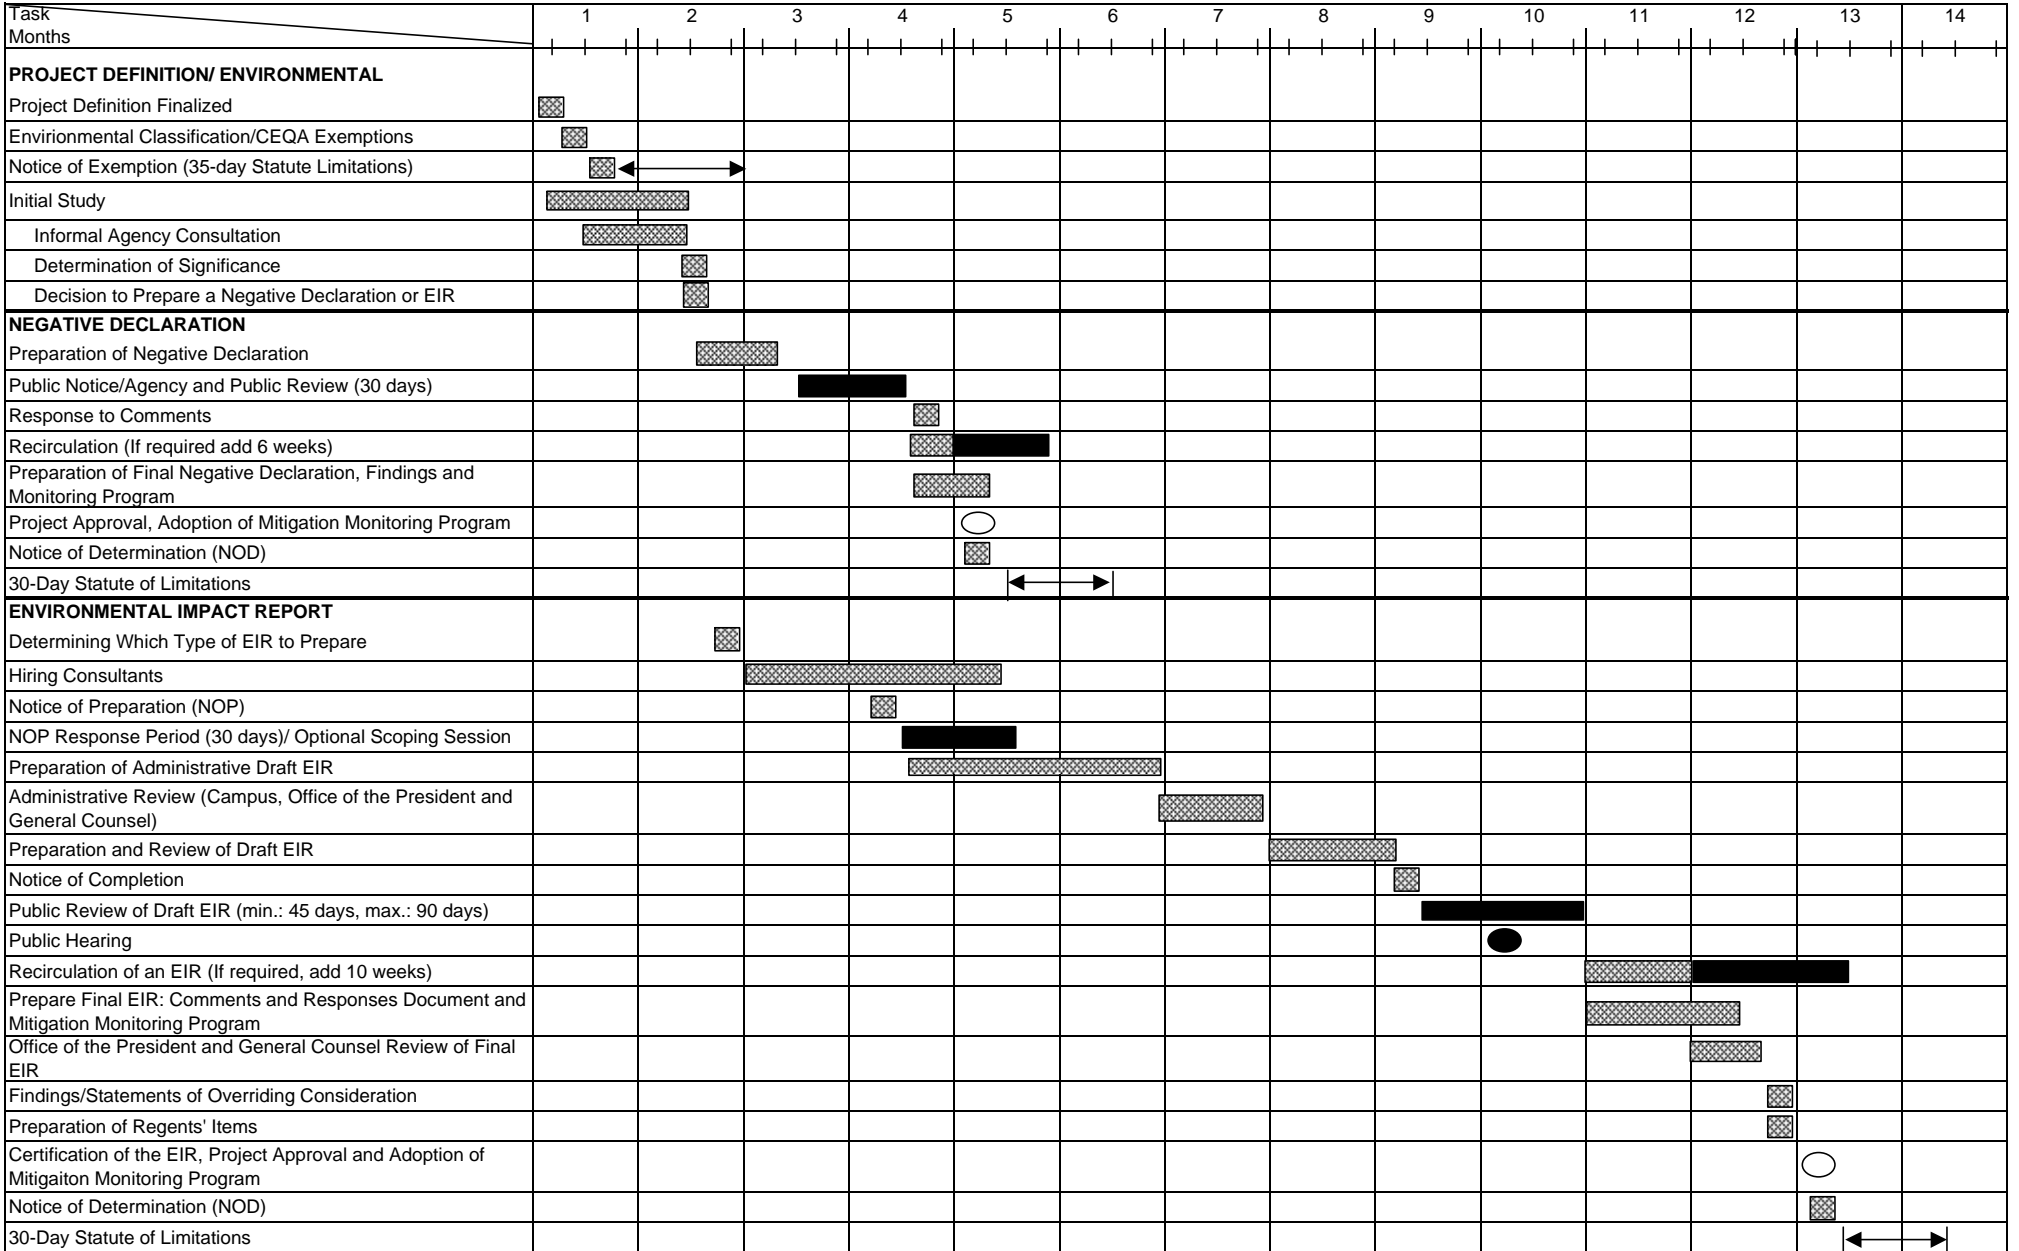 Task 1 2 3 4 5 6 7 8 9 10 11 12 13 14
Months
PROJECT DEFINITION/ ENVIRONMENTAL
Project Definition Finalized
Envirionmental Classification/CEQA Exemptions
Notice of Exemption (35-day Statute Limitations)
Initial Study
Informal Agency Consultation
Determination of Significance
Decision to Prepare a Negative Declaration or EIR
NEGATIVE DECLARATION
Preparation of Negative Declaration
Public Notice/Agency and Public Review (30 days)
Response to Comments
Recirculation (If required add 6 weeks)
Preparation of Final Negative Declaration, Findings and
Monitoring Program
Project Approval, Adoption of Mitigation Monitoring Program
Notice of Determination (NOD)
30-Day Statute of Limitations
ENVIRONMENTAL IMPACT REPORT
Determining Which Type of EIR to Prepare
Hiring Consultants
Notice of Preparation (NOP)
NOP Response Period (30 days)/ Optional Scoping Session
Preparation of Administrative Draft EIR
Administrative Review (Campus, Office of the President and
General Counsel)
Preparation and Review of Draft EIR
Notice of Completion
Public Review of Draft EIR (min.: 45 days, max.: 90 days)
Public Hearing
Recirculation of an EIR (If required, add 10 weeks)
Prepare Final EIR: Comments and Responses Document and
Mitigation Monitoring Program
Office of the President and General Counsel Review of Final
EIR
Findings/Statements of Overriding Consideration
Preparation of Regents' Items
Certification of the EIR, Project Approval and Adoption of
Mitigaiton Monitoring Program
Notice of Determination (NOD)
30-Day Statute of Limitations